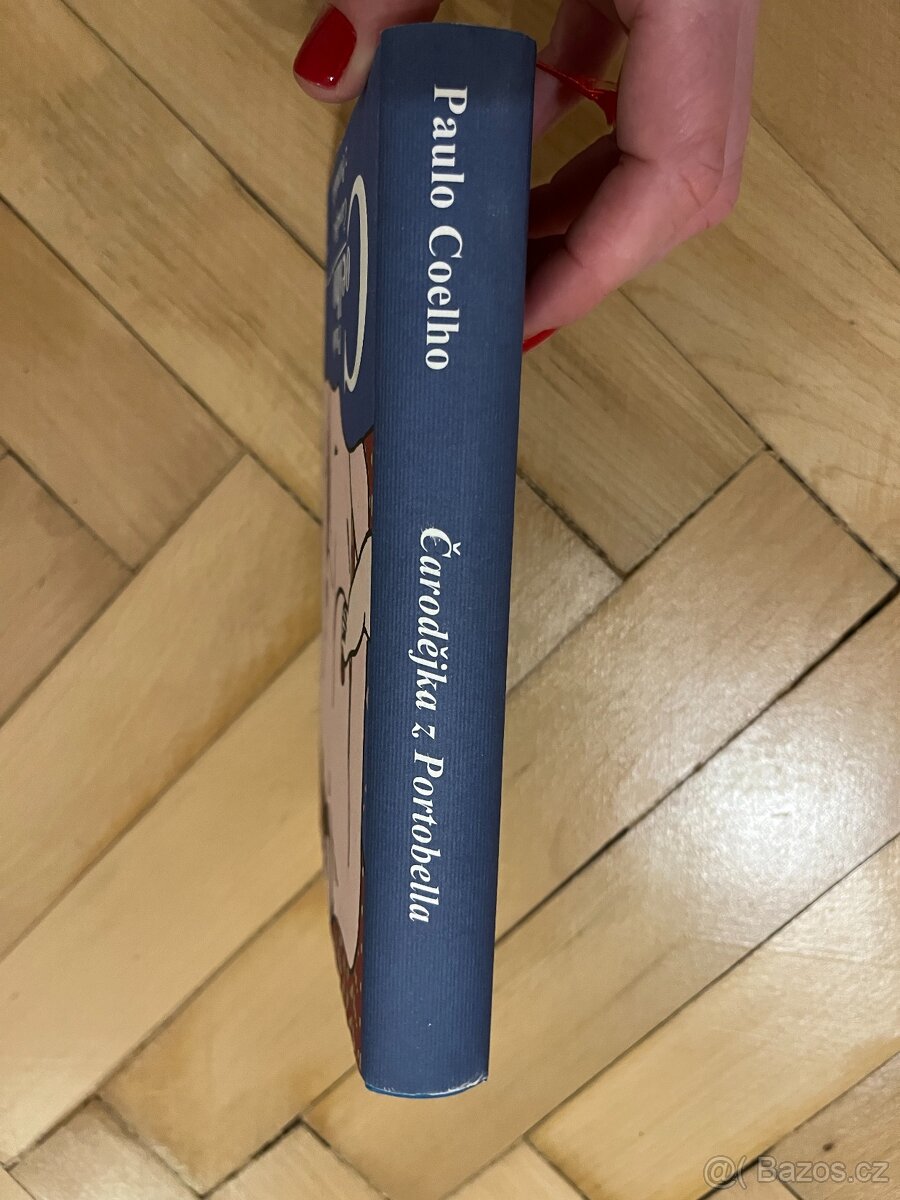 Paulo Coelho
Čarodějka z Portobella
@( Bazos.cz